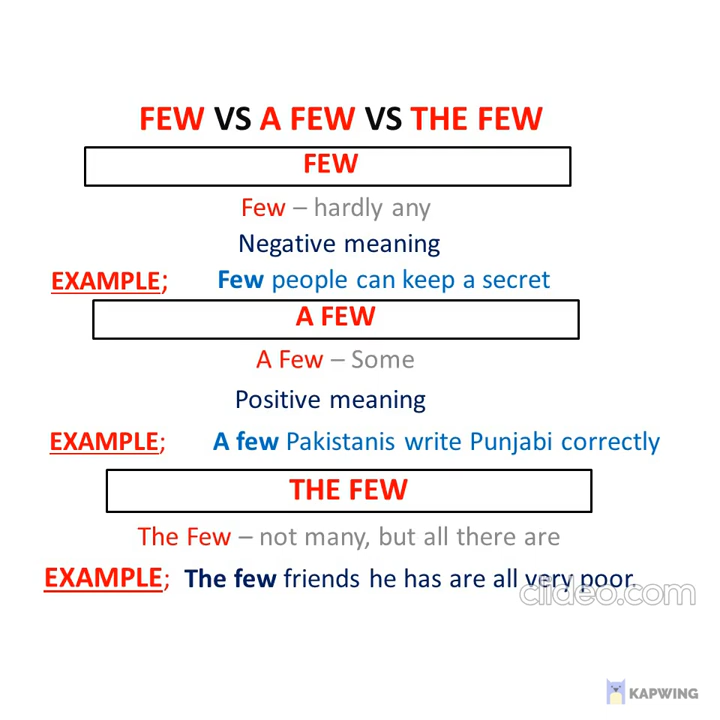 FEW VS A FEW VS THE FEW
FEW
Few – hardly any
Negative meaning
EXAMPLE; Few people can keep a secret
A FEW
A Few – Some
Positive meaning
EXAMPLE; A few Pakistanis write Punjabi correctly
THE FEW
The Few – not many, but all there are
EXAMPLE; The few friends he has are all very poor.
clideo.com
KAPWING